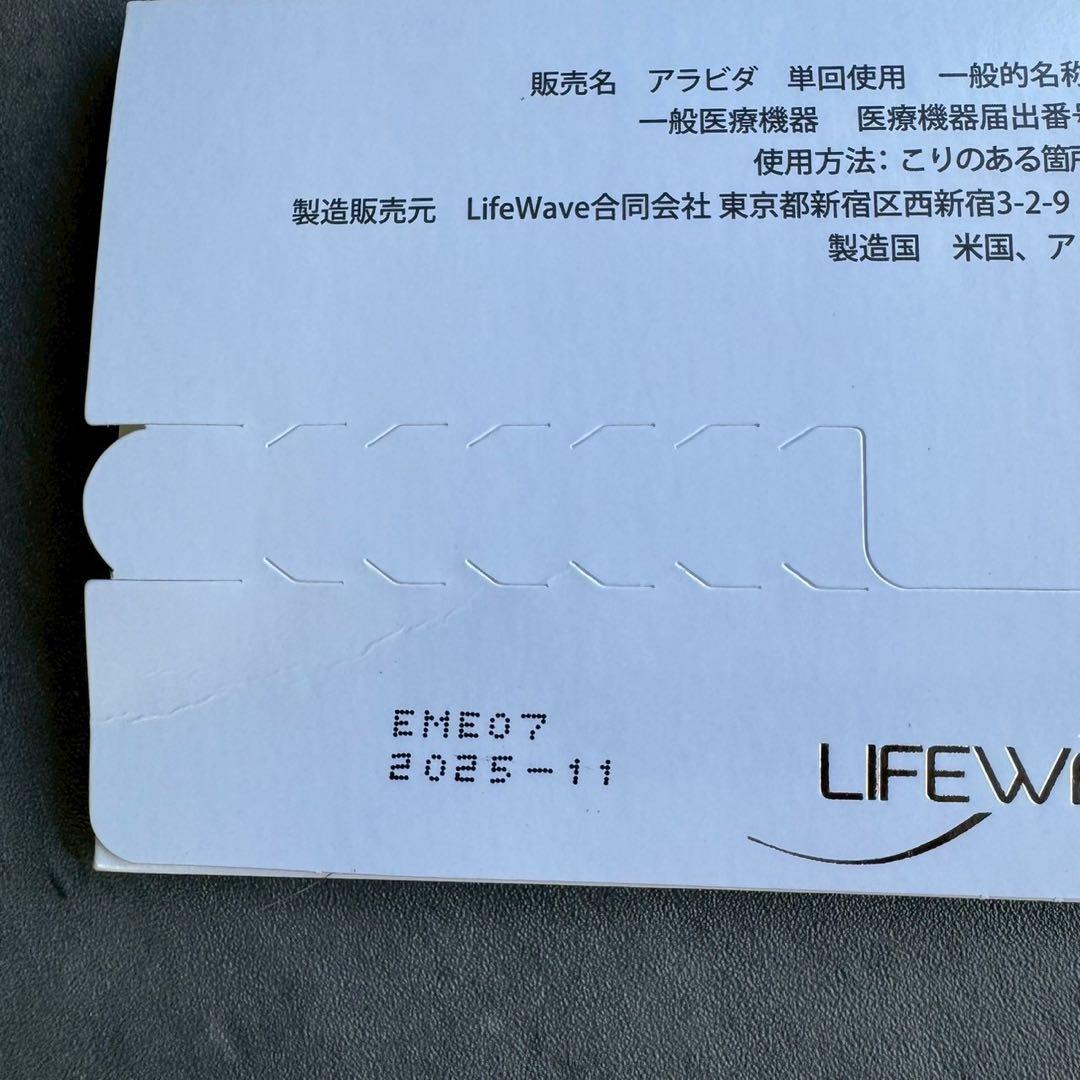 販売名 アラビダ 単回使用 一般的名称
一般医療機器 医療機器届出番号
使用方法：こりのある箇所
製造販売元 LifeWave合同会社 東京都新宿区西新宿3-2-9
製造国 米国、ア
EME07
2025-11
LIFEWA